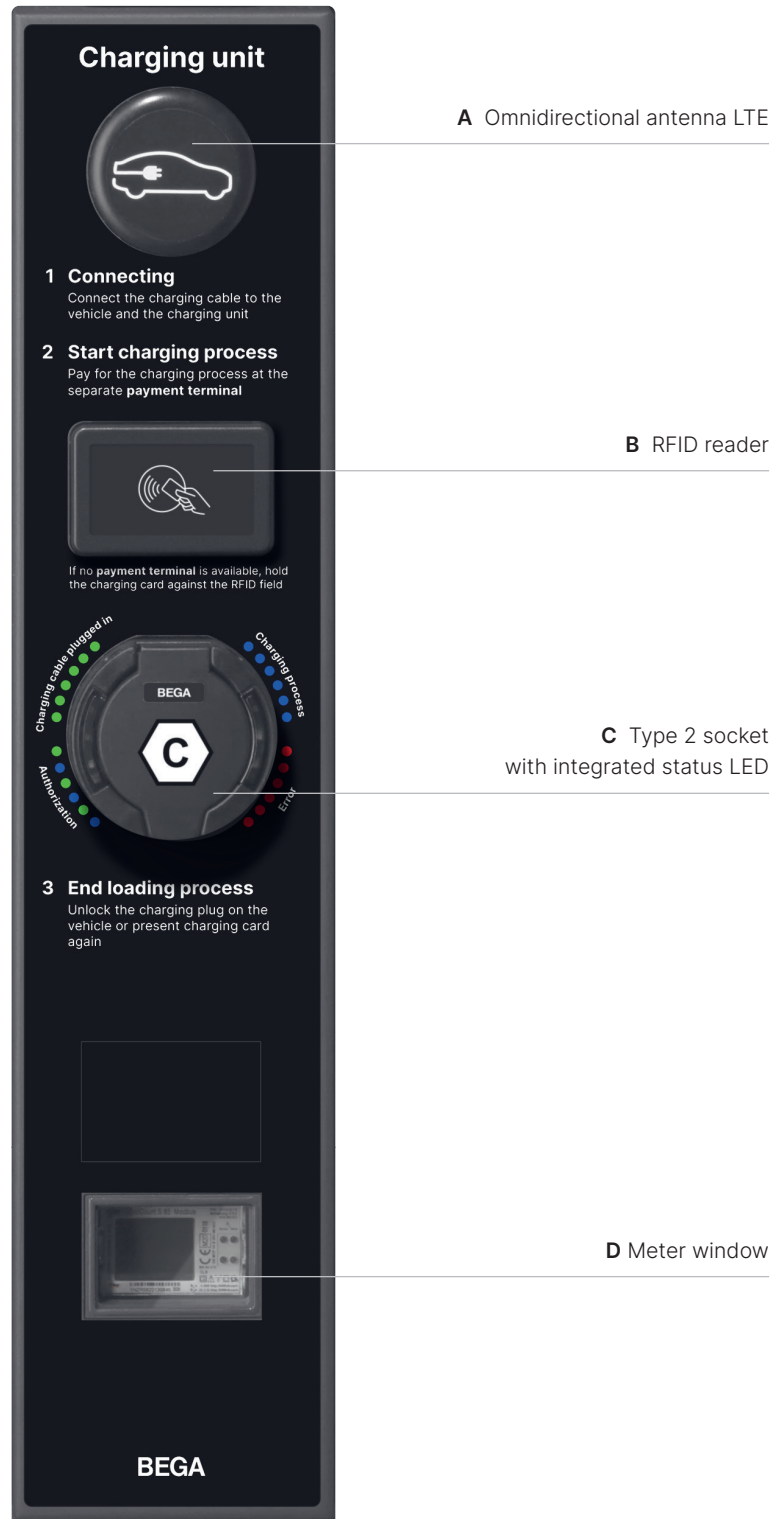 Charging unit
A Omnidirectional antenna LTE
1 Connecting
Connect the charging cable to the
vehicle and the charging unit
2 Start charging process
Pay for the charging process at the
separate payment terminal
B RFID reader
If no payment terminal is available, hold
the charging card against the RFID field
Charging cable plugged in
Charging process
BEGA
C
C Type 2 socket
with integrated status LED
Authorization
Error
3 End loading process
Unlock the charging plug on the
vehicle or present charging card
again
D Meter window
BEGA